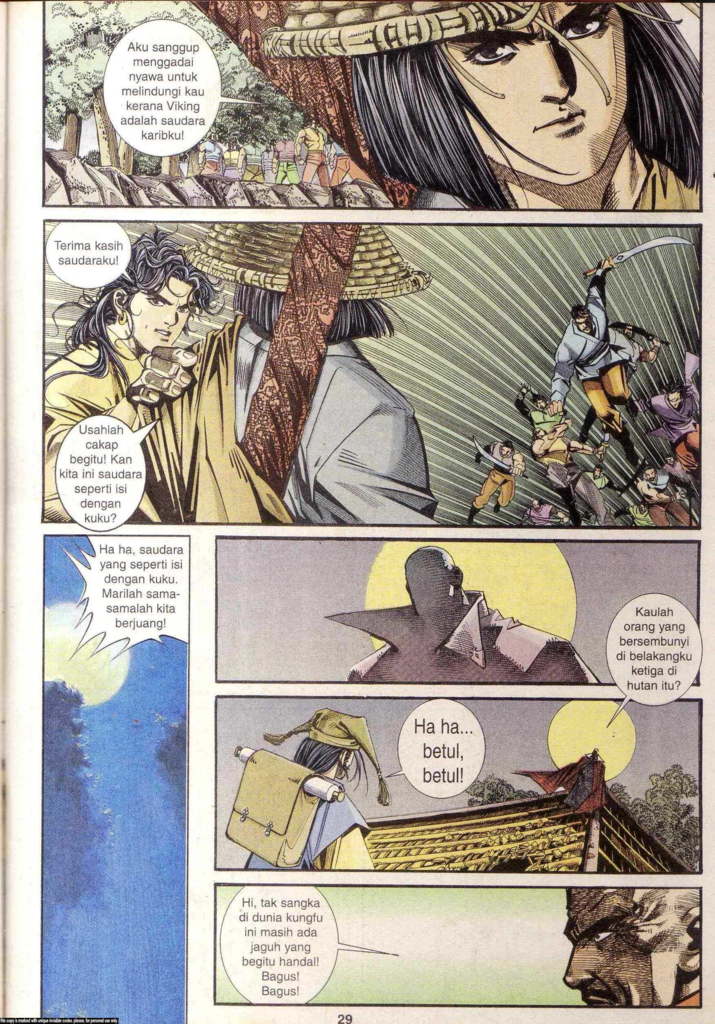 Aku sanggup
menggadai
nyawa untuk
melindungi kau
kerana Viking
adalah saudara
karibku!
Terima kasih
saudaraku!
Usahlah
cakap
begitu! Kan
kita ini saudara
seperti isi
dengan
kuku?
Ha ha, saudara
yang seperti isi
dengan kuku.
Marilah sama-
samalah kita
berjuang!
Kaulah
orang yang
bersembunyi
di belakangku
ketiga di
hutan itu?
Ha ha...
betul,
betul!
Hi, tak sangka
di dunia kungfu
ini masih ada
jaguh yang
begitu handal!
Bagus!
Bagus!
29